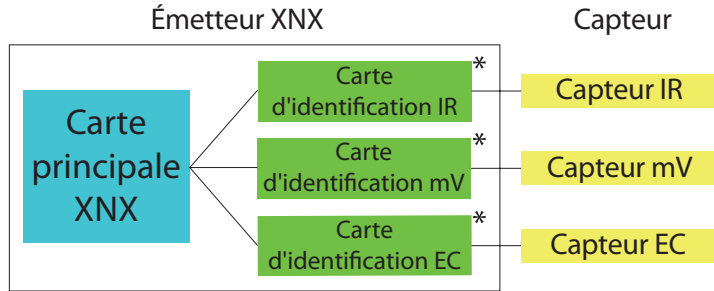 Émetteur XNX
Capteur
Carte
principale
XNX
Carte
d'identification IR
*
Capteur IR
Carte
d'identification mV
*
Capteur mV
Carte
d'identification EC
*
Capteur EC